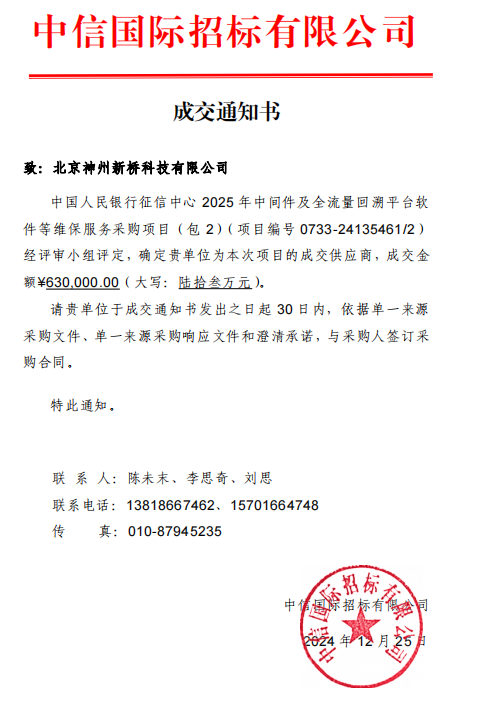 中信国际招标有限公司
成交通知书
致：北京神州新桥科技有限公司
中国人民银行征信中心 2025 年中间件及全流量回溯平台软
件等维保服务采购项目（包 2）（项目编号 0733-24135461/2）
经评审小组评定，确定贵单位为本次项目的成交供应商，成交金
额¥630,000.00（大写：陆拾叁万元）。
请贵单位于成交通知书发出之日起 30 日内，依据单一来源
采购文件、单一来源采购响应文件和澄清承诺，与采购人签订采
购合同。
特此通知。
联 系 人：陈未末、李思奇、刘思
联系电话：13818667462、15701664748
传 真：010-87945235
中信国际招标有限公司
2024 年 12 月 25 日
中信国际招标有限公司